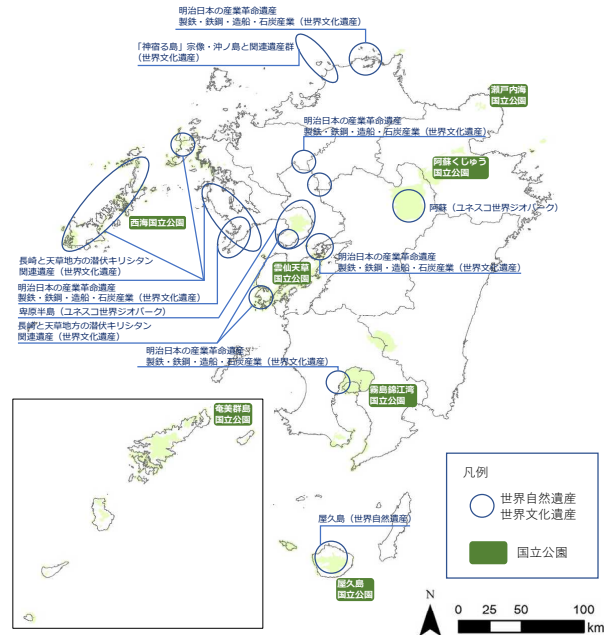 明治日本の産業革命遺産
製鉄・鉄鋼・造船・石炭産業（世界文化遺産）
「神宿る島」宗像・沖ノ島と関連遺産群
（世界文化遺産）
瀬戸内海
国立公園
明治日本の産業革命遺産
製鉄・鉄鋼・造船・石炭産業（世界文化遺産）
阿蘇くじゅう
国立公園
阿蘇（ユネスコ世界ジオパーク）
西海国立公園
長崎と天草地方の潜伏キリシタン
関連遺産（世界文化遺産）
明治日本の産業革命遺産
製鉄・鉄鋼・造船・石炭産業（世界文化遺産）
雲仙天草
国立公園
明治日本の産業革命遺産
製鉄・鉄鋼・造船・石炭産業（世界文化遺産）
卑原半島（ユネスコ世界ジオパーク）
長崎と天草地方の潜伏キリシタン
関連遺産（世界文化遺産）
明治日本の産業革命遺産
製鉄・鉄鋼・造船・石炭産業（世界文化遺産）
霧島錦江湾
国立公園
奄美群島
国立公園
屋久島（世界自然遺産）
屋久島
国立公園
凡例
世界自然遺産
世界文化遺産
国立公園
N
0 25 50 100
km